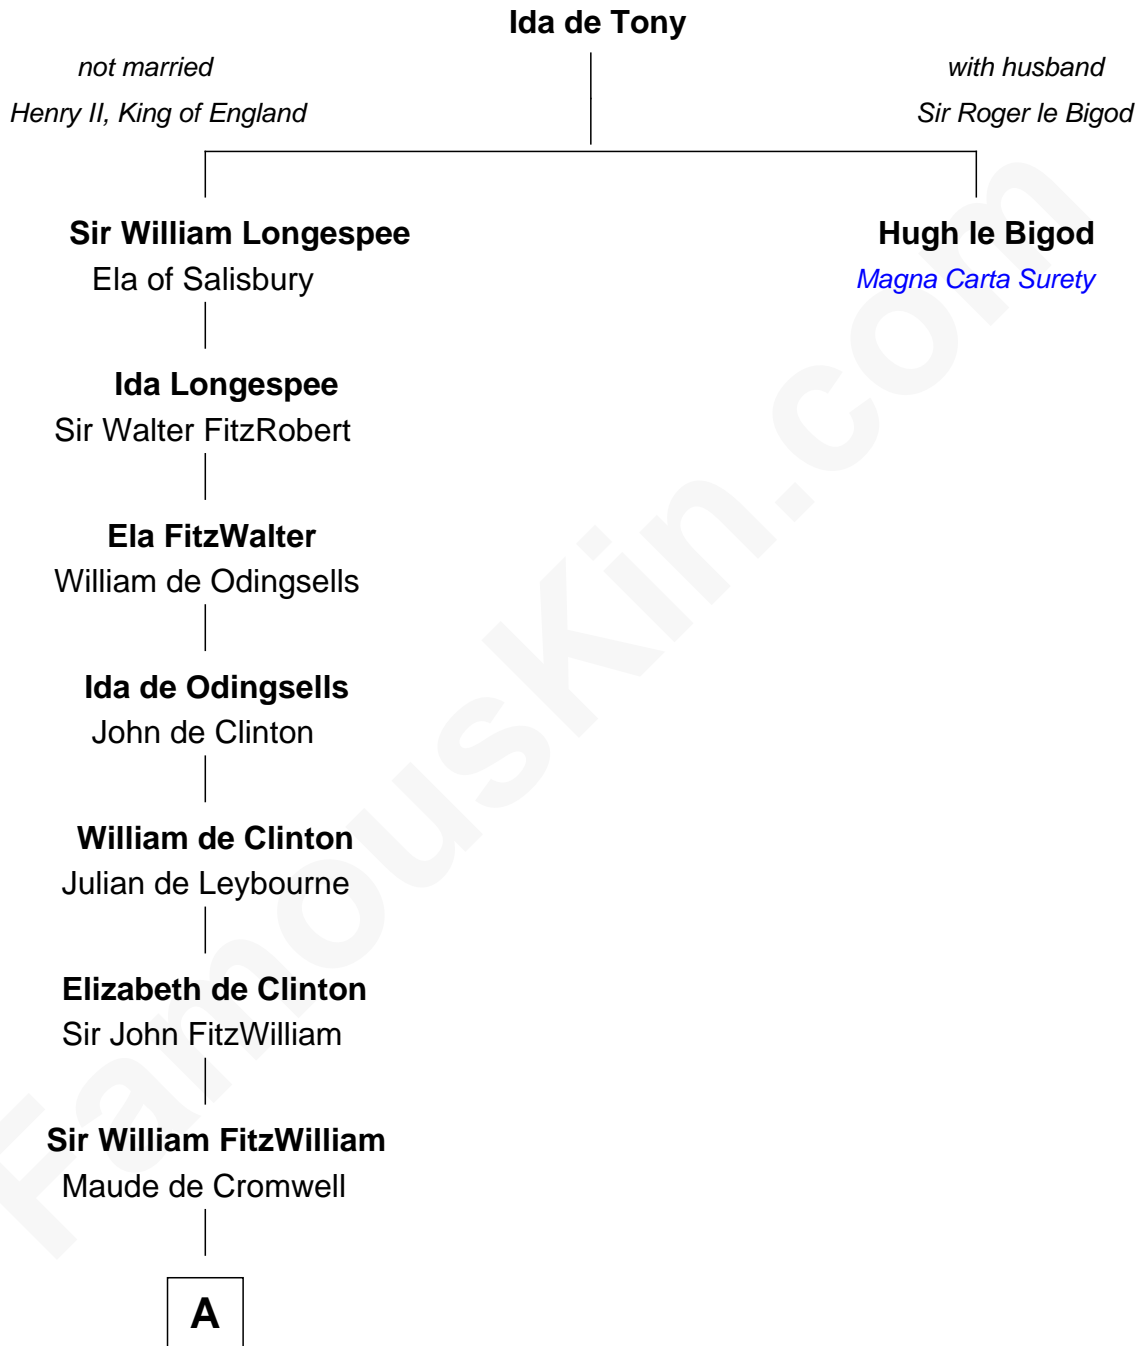 Ida de Tony
not married
Henry II, King of England
with husband
Sir Roger le Bigod
Sir William Longespee
Ela of Salisbury
Hugh le Bigod
Magna Carta Surety
Ida Longespee
Sir Walter FitzRobert
Ela FitzWalter
William de Odingsells
Ida de Odingsells
John de Clinton
William de Clinton
Julian de Leybourne
Elizabeth de Clinton
Sir John FitzWilliam
Sir William FitzWilliam
Maude de Cromwell
A
FamousKin.com